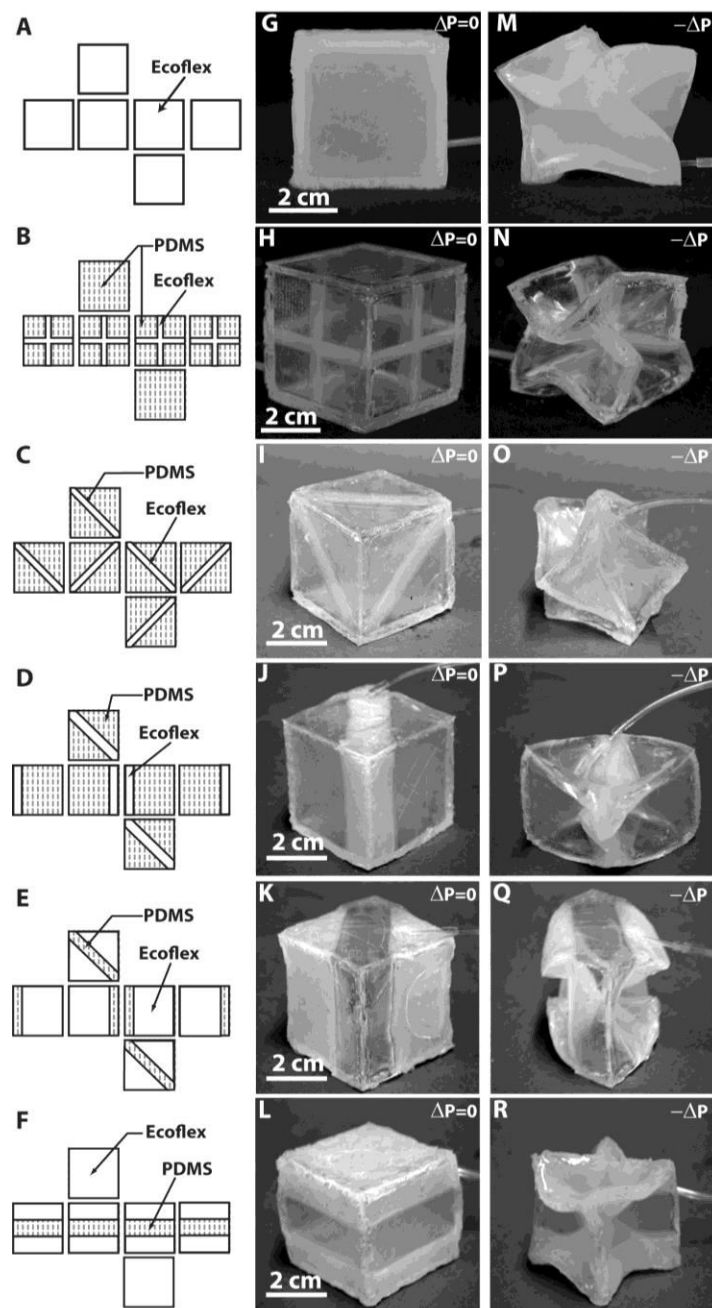 A
Ecoflex
G
ΔP=0
2 cm
M
−ΔP
B
PDMS
Ecoflex
H
ΔP=0
2 cm
N
−ΔP
C
PDMS
Ecoflex
I
ΔP=0
2 cm
O
−ΔP
D
PDMS
Ecoflex
J
ΔP=0
2 cm
P
−ΔP
E
PDMS
Ecoflex
K
ΔP=0
2 cm
Q
−ΔP
F
Ecoflex
PDMS
L
ΔP=0
2 cm
R
−ΔP